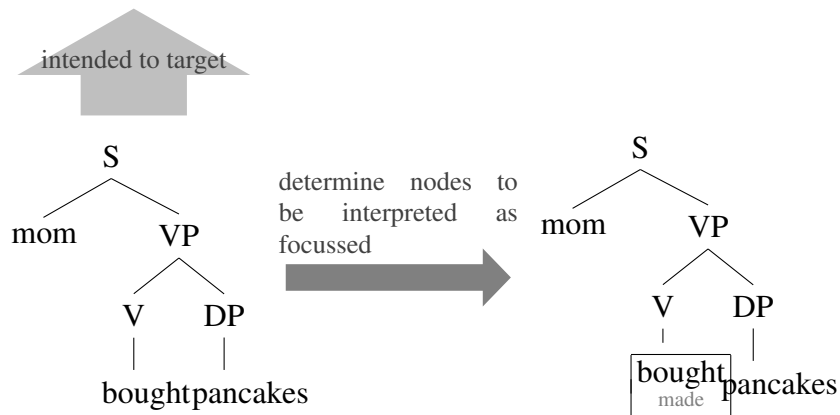 intended to target
S
mom VP
V DP
bought pancakes
determine nodes to
be interpreted as
focussed
S
mom VP
V DP
bought pancakes
made